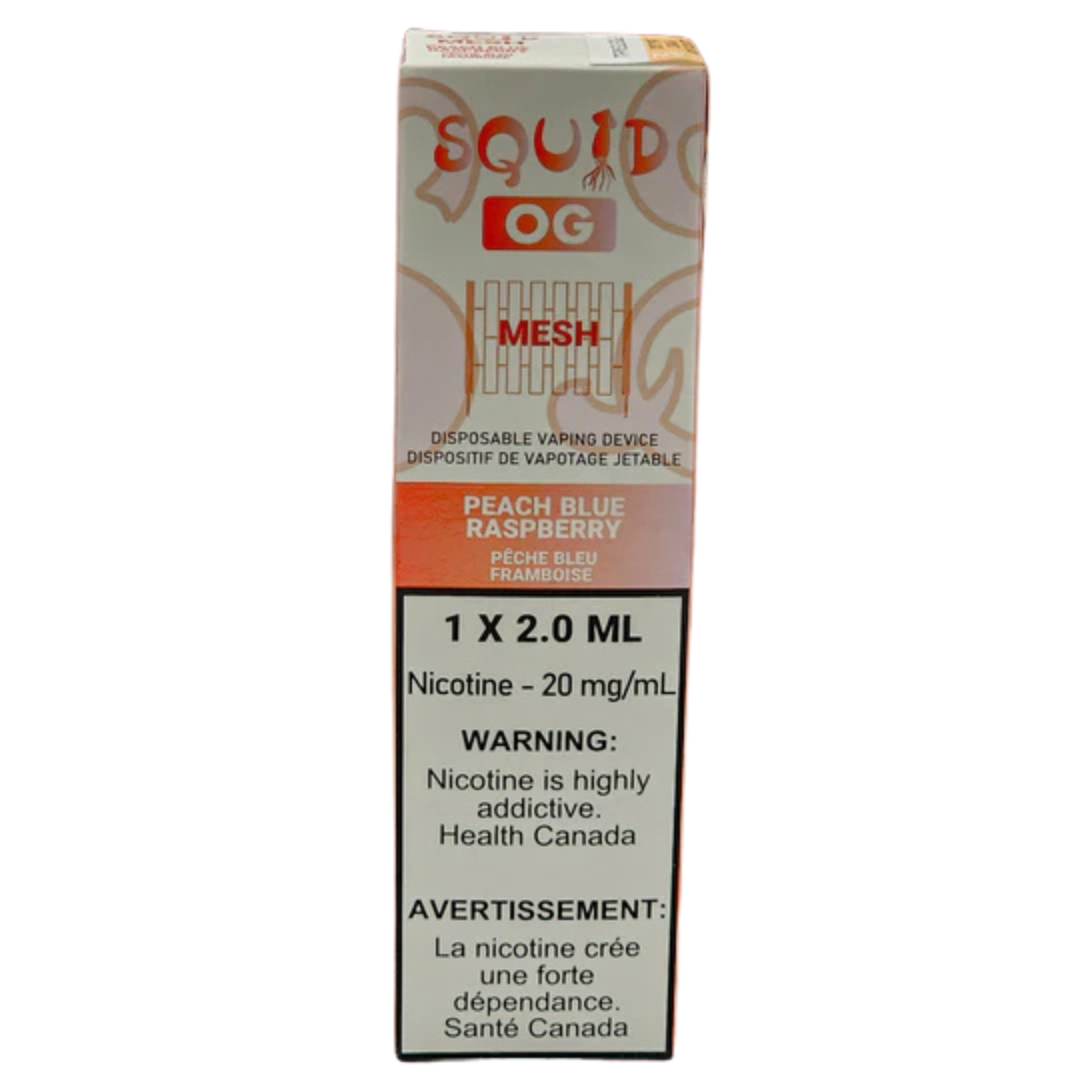 MESH
SQUID
OG
MESH
DISPOSABLE VAPING DEVICE
DISPOSITIF DE VAPOTAGE JETABLE
PEACH BLUE
RASPBERRY
PÊCHE BLEU
FRAMBOISE
1 X 2.0 ML
Nicotine - 20 mg/mL
WARNING:
Nicotine is highly
addictive.
Health Canada
AVERTISSEMENT:
La nicotine crée
une forte
dépendance.
Santé Canada